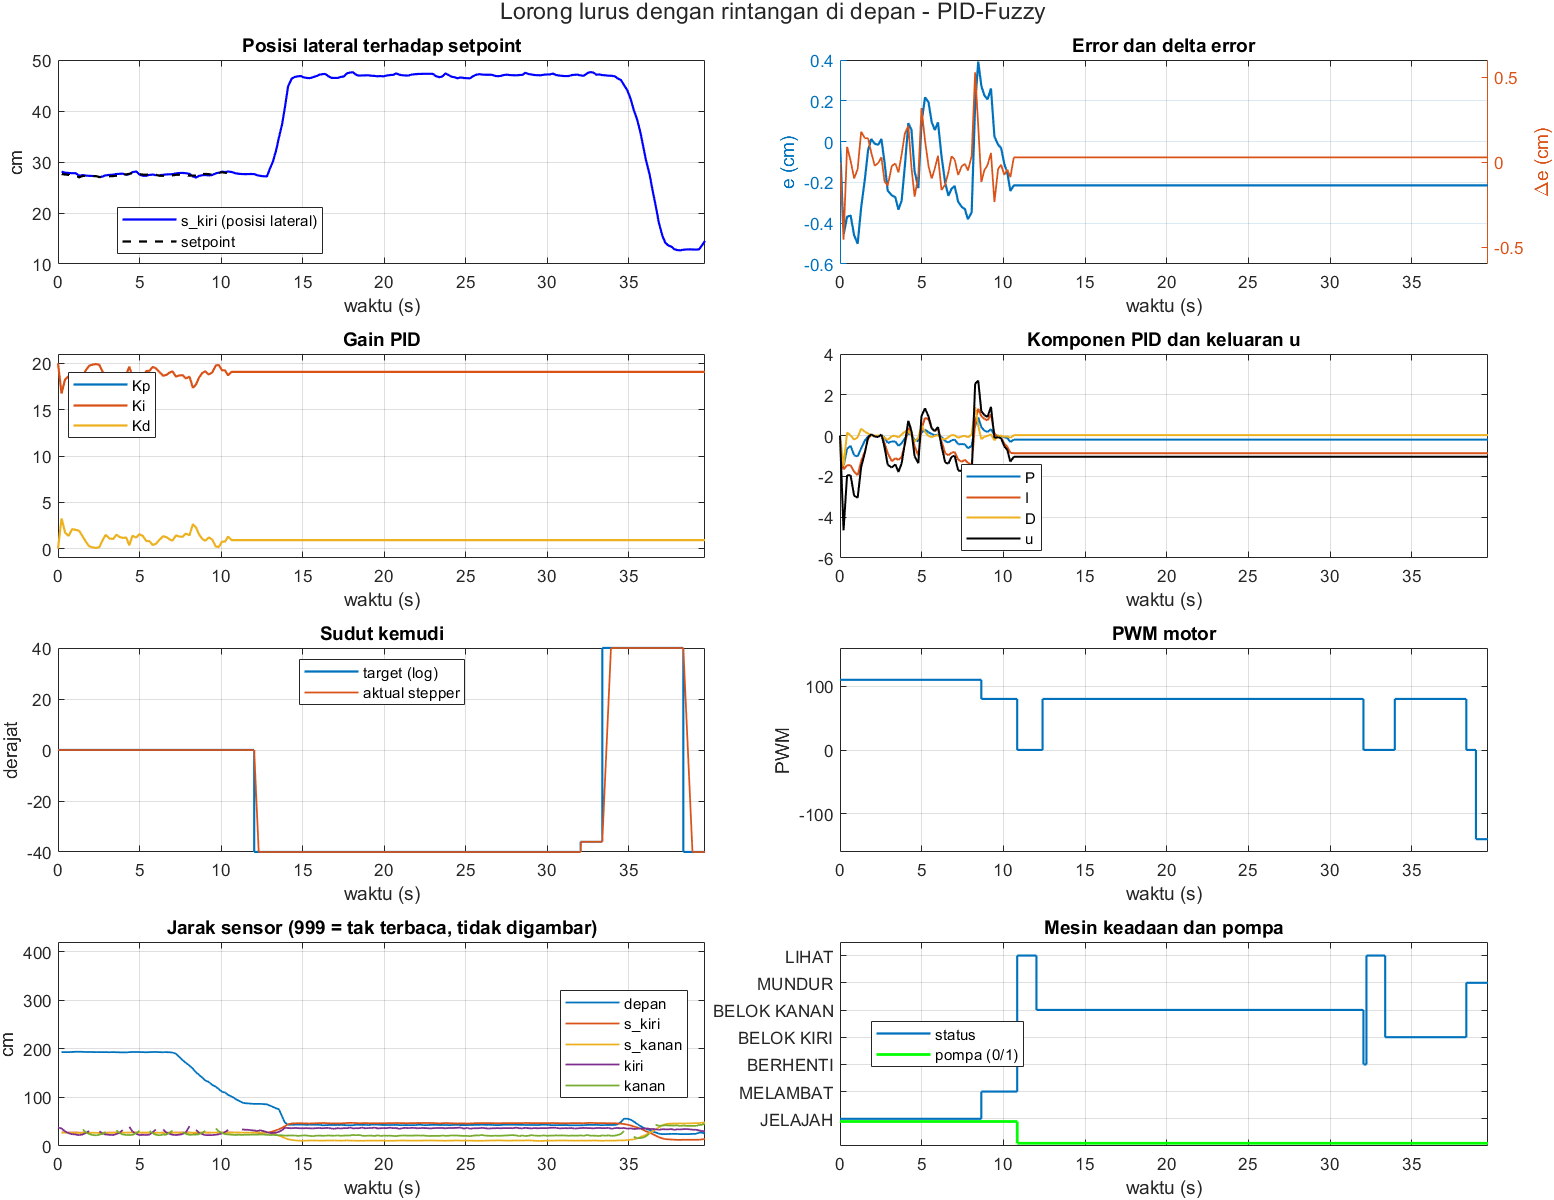 Lorong lurus dengan rintangan di depan - PID-Fuzzy
Posisi lateral terhadap setpoint
50
40
30
20
10
cm
s_kiri (posisi lateral)
setpoint
0 5 10 15 20 25 30 35
waktu (s)
Error dan delta error
0.4
0.2
0
-0.2
-0.4
-0.6
e (cm)
0.5
0
-0.5
Δe (cm)
0 5 10 15 20 25 30 35
waktu (s)
Gain PID
20
15
10
5
0
Kp
Ki
Kd
0 5 10 15 20 25 30 35
waktu (s)
Komponen PID dan keluaran u
4
2
0
-2
-4
-6
P
I
D
u
0 5 10 15 20 25 30 35
waktu (s)
Sudut kemudi
40
20
0
-20
-40
derajat
target (log)
aktual stepper
0 5 10 15 20 25 30 35
waktu (s)
PWM motor
100
0
-100
PWM
0 5 10 15 20 25 30 35
waktu (s)
Jarak sensor (999 = tak terbaca, tidak digambar)
400
300
200
100
0
cm
depan
s_kiri
s_kanan
kiri
kanan
0 5 10 15 20 25 30 35
waktu (s)
Mesin keadaan dan pompa
LIHAT
MUNDUR
BELOK KANAN
BELOK KIRI
BERHENTI
MELAMBAT
JELAJAH
status
pompa (0/1)
0 5 10 15 20 25 30 35
waktu (s)